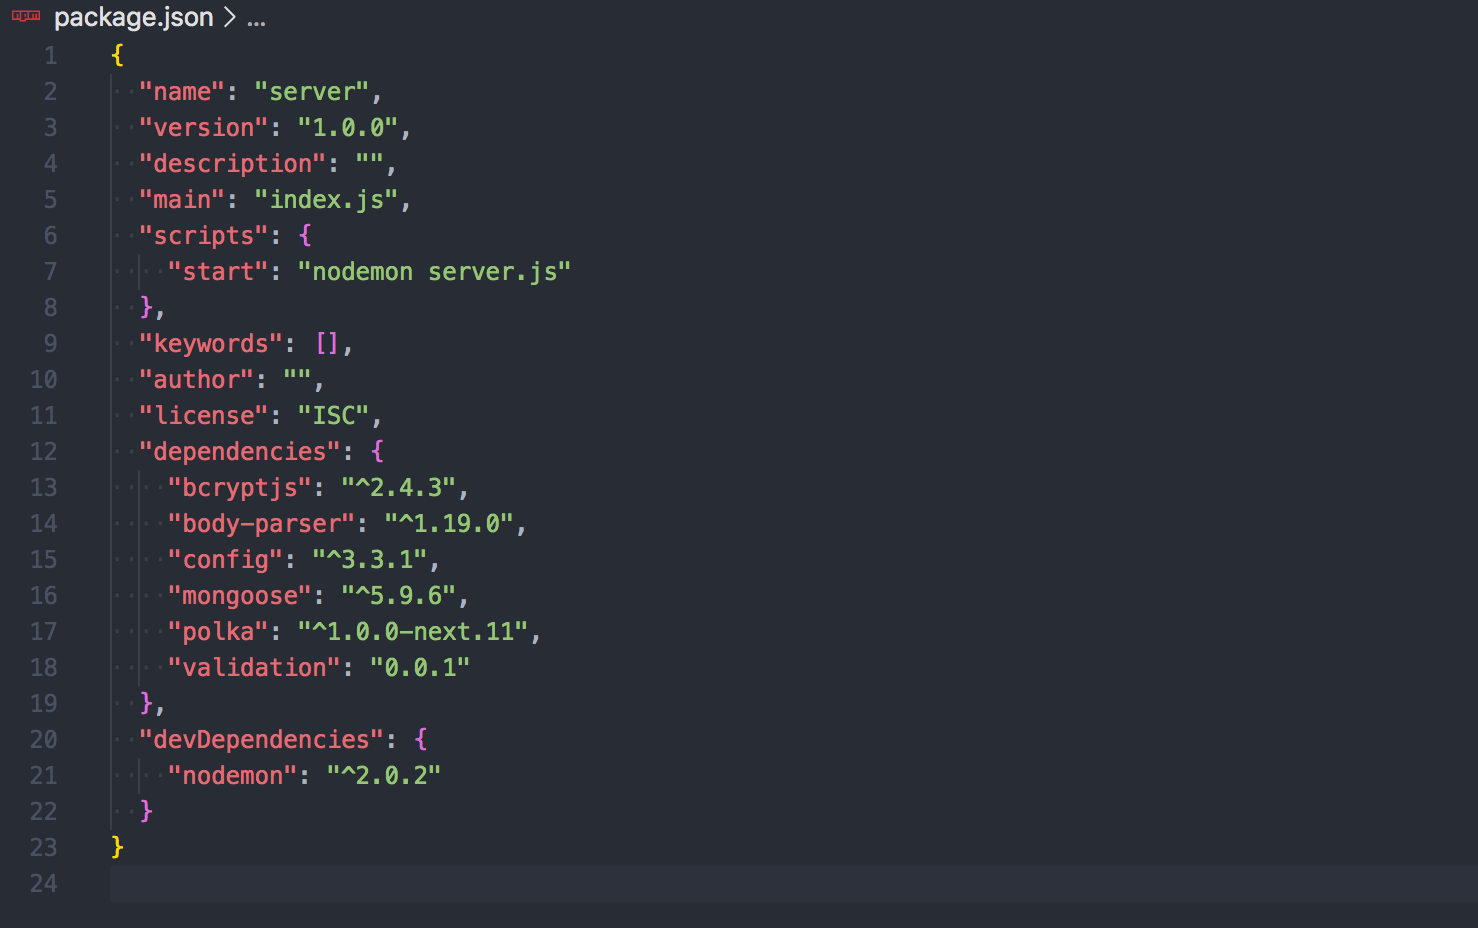 package.json > ...
1 {
2 "name": "server",
3 "version": "1.0.0",
4 "description": "",
5 "main": "index.js",
6 "scripts": {
7 "start": "nodemon server.js"
8 },
9 "keywords": [],
10 "author": "",
11 "license": "ISC",
12 "dependencies": {
13 "bcryptjs": "^2.4.3",
14 "body-parser": "^1.19.0",
15 "config": "^3.3.1",
16 "mongoose": "^5.9.6",
17 "polka": "^1.0.0-next.11",
18 "validation": "0.0.1"
19 },
20 "devDependencies": {
21 "nodemon": "^2.0.2"
22 }
23 }
24